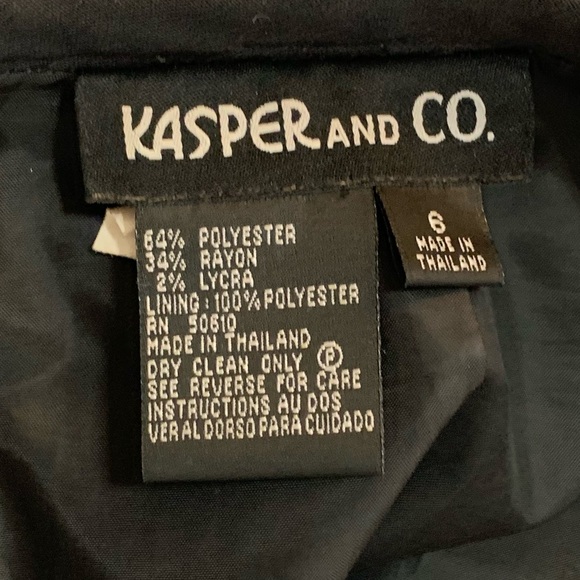 KASPER AND CO.
64% POLYESTER
34% RAYON
2% LYCRA
LINING: 100% POLYESTER
RN 50610
MADE IN THAILAND
DRY CLEAN ONLY Ⓟ
SEE REVERSE FOR CARE
INSTRUCTIONS AU DOS
VER AL DORSO PARA CUIDADO
6
MADE IN
THAILAND